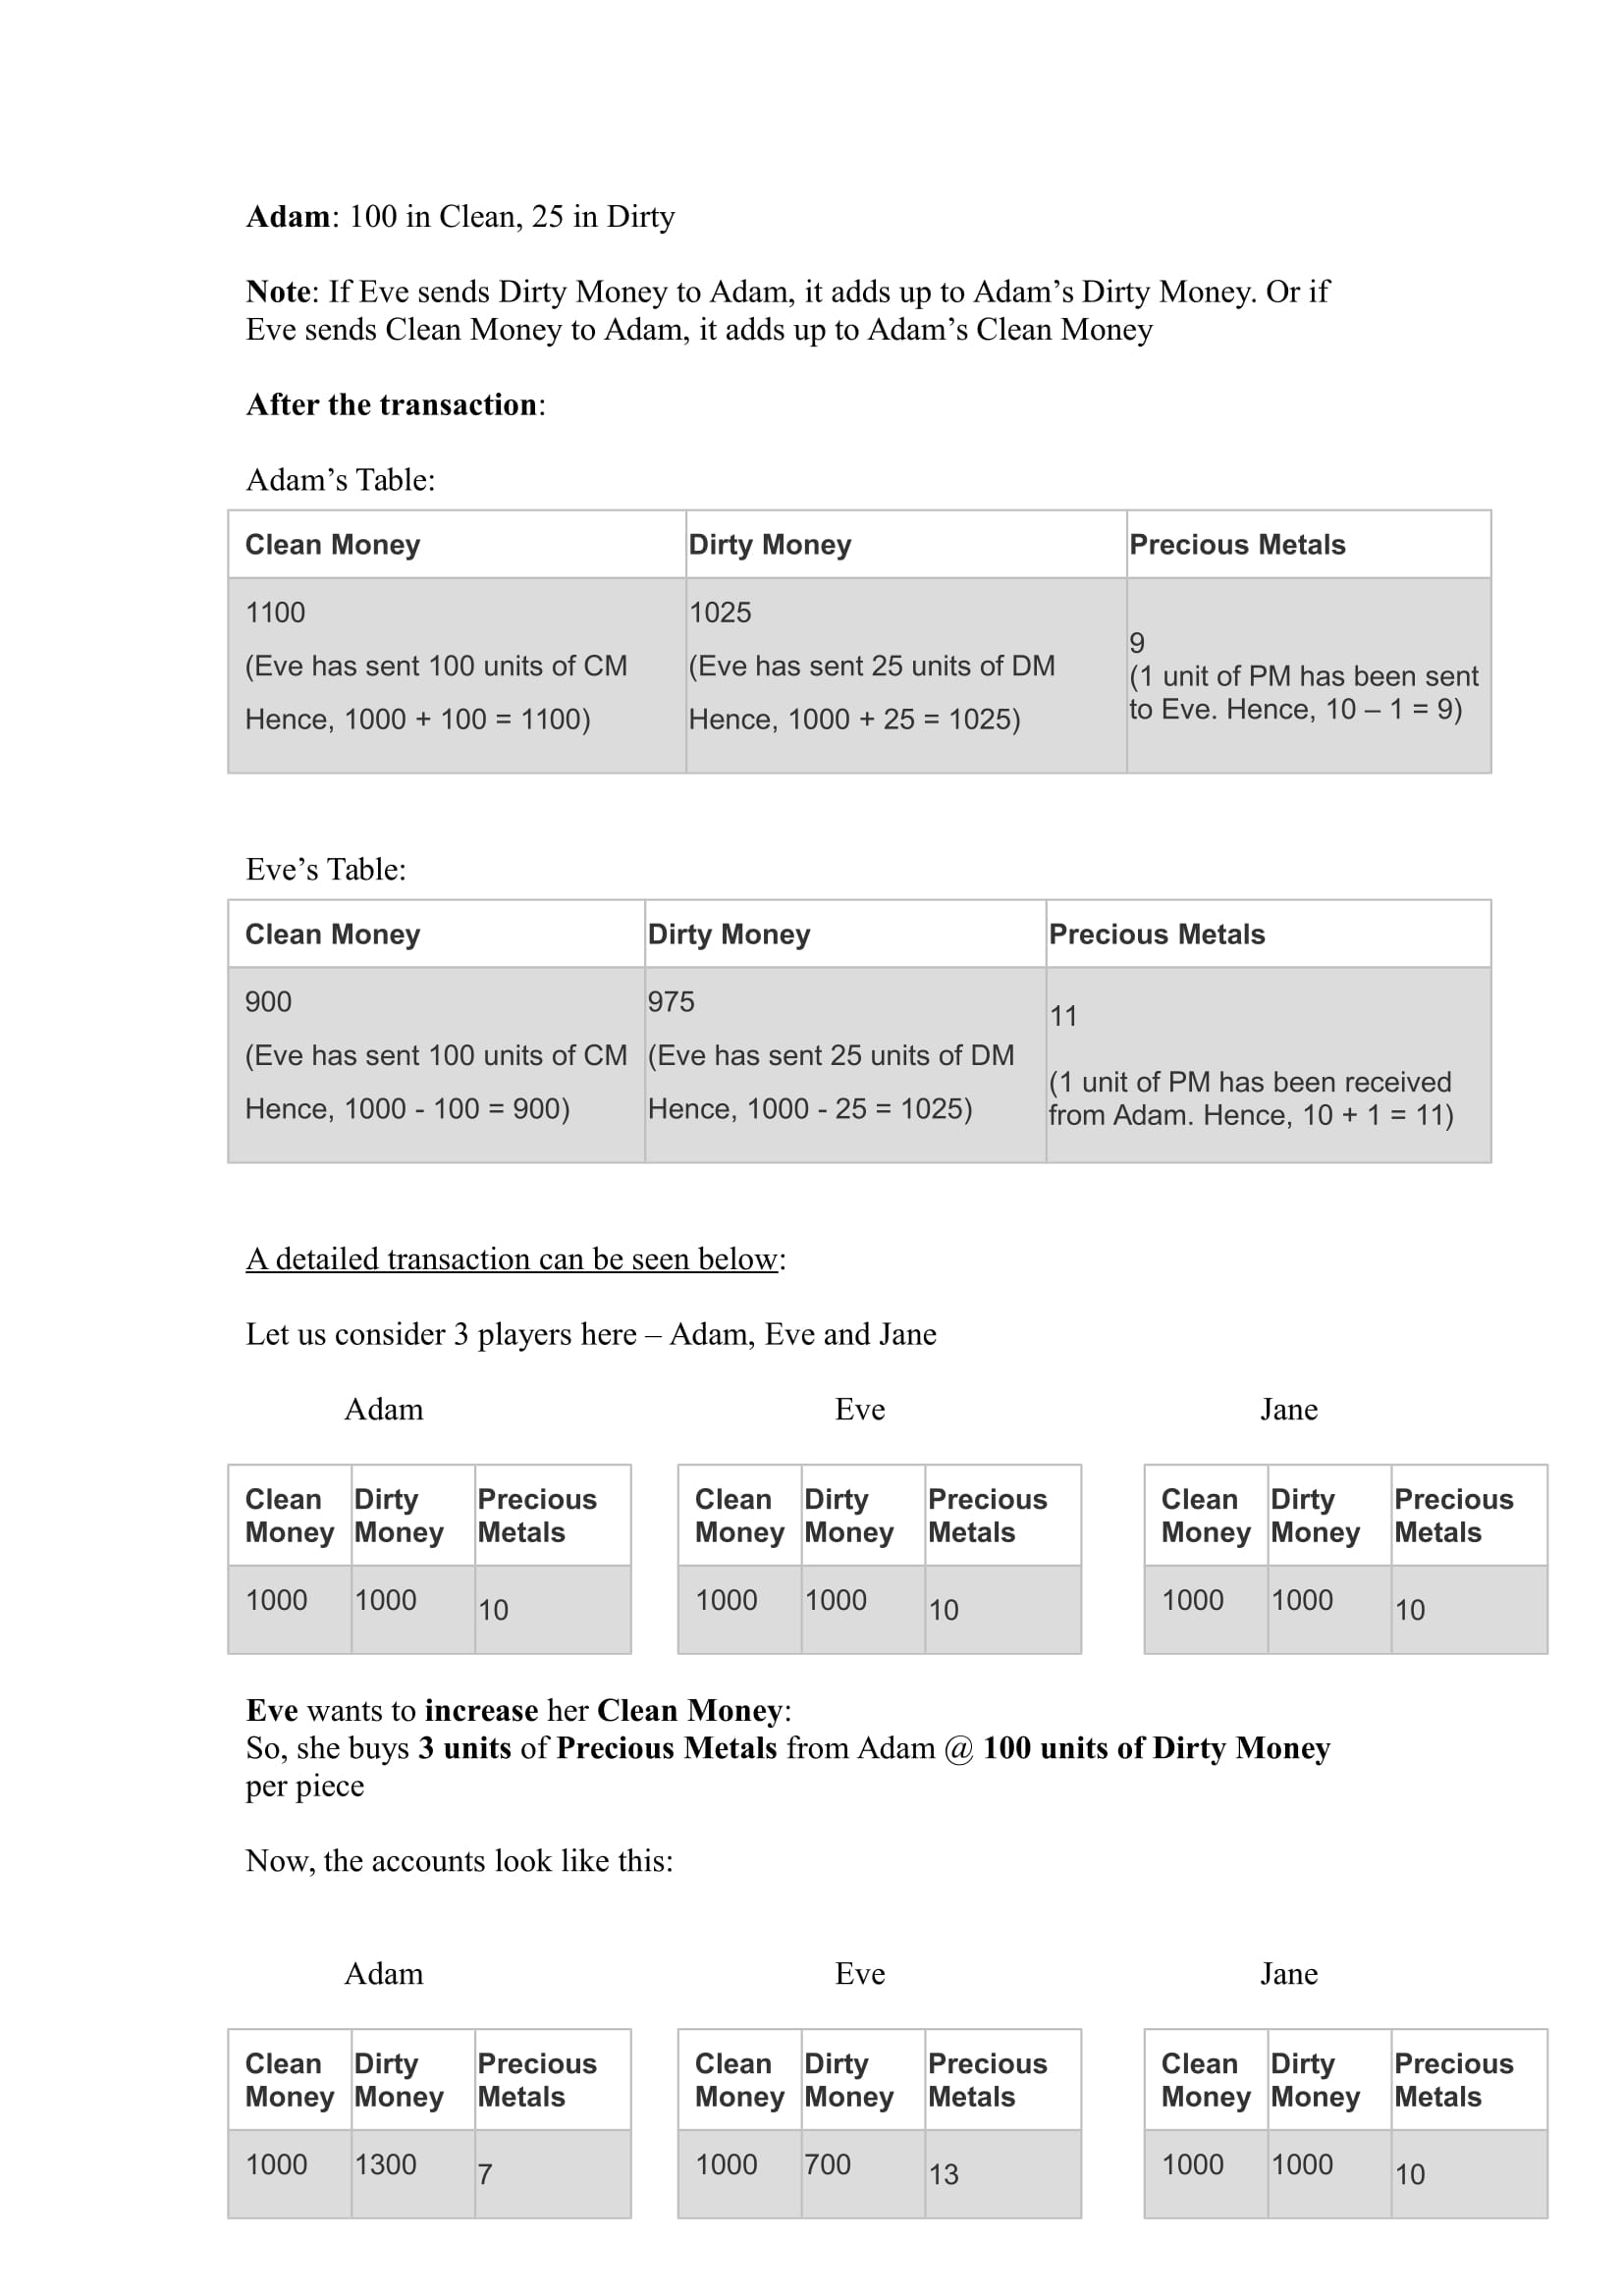 Adam: 100 in Clean, 25 in Dirty
Note: If Eve sends Dirty Money to Adam, it adds up to Adam’s Dirty Money. Or if
Eve sends Clean Money to Adam, it adds up to Adam’s Clean Money
After the transaction:
Adam’s Table:
Clean Money Dirty Money Precious Metals
1100
(Eve has sent 100 units of CM
Hence, 1000 + 100 = 1100)
1025
(Eve has sent 25 units of DM
Hence, 1000 + 25 = 1025)
9
(1 unit of PM has been sent
to Eve. Hence, 10 – 1 = 9)
Eve’s Table:
Clean Money Dirty Money Precious Metals
900
(Eve has sent 100 units of CM
Hence, 1000 - 100 = 900)
975
(Eve has sent 25 units of DM
Hence, 1000 - 25 = 1025)
11
(1 unit of PM has been received
from Adam. Hence, 10 + 1 = 11)
A detailed transaction can be seen below:
Let us consider 3 players here – Adam, Eve and Jane
Adam Eve Jane
Clean Dirty Precious Clean Dirty Precious Clean Dirty Precious
Money Money Metals Money Money Metals Money Money Metals
1000 1000 10 1000 1000 10 1000 1000 10
Eve wants to increase her Clean Money:
So, she buys 3 units of Precious Metals from Adam @ 100 units of Dirty Money
per piece
Now, the accounts look like this:
Adam Eve Jane
Clean Dirty Precious Clean Dirty Precious Clean Dirty Precious
Money Money Metals Money Money Metals Money Money Metals
1000 1300 7 1000 700 13 1000 1000 10